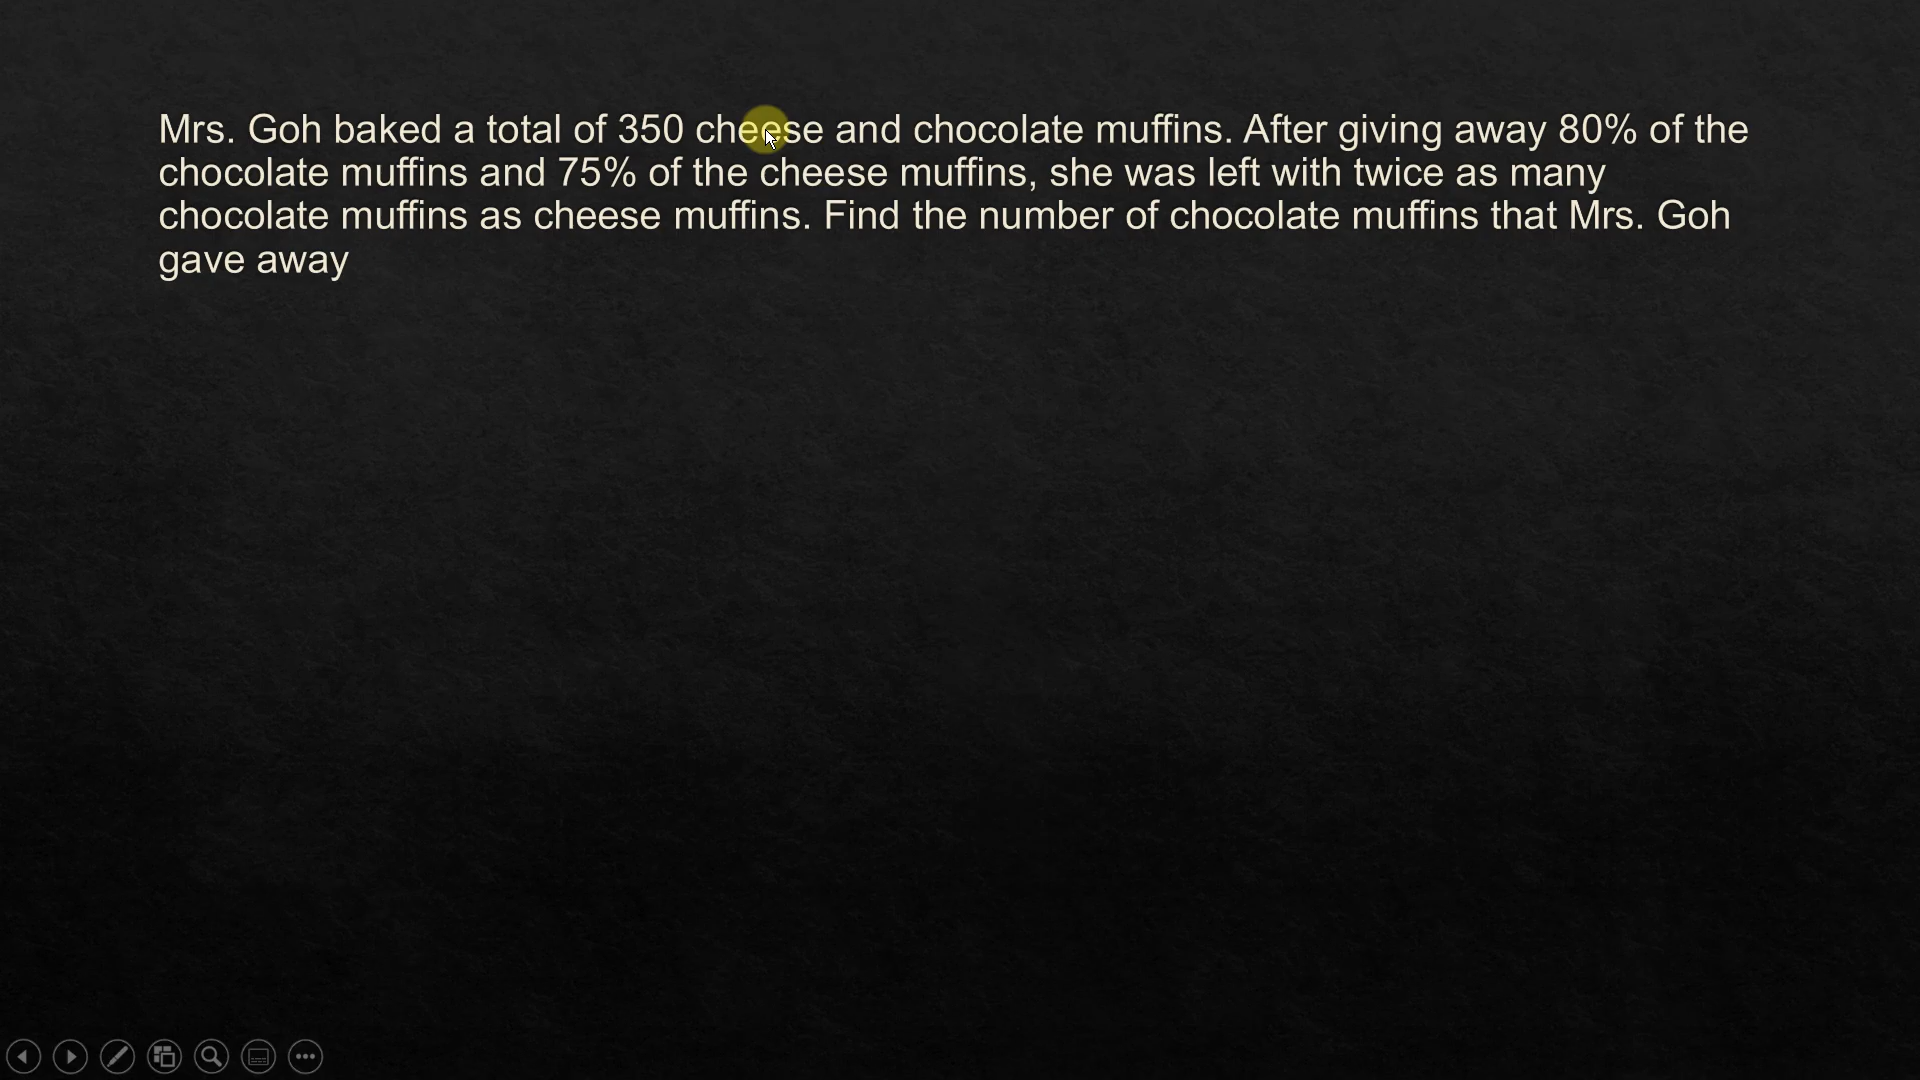 Mrs. Goh baked a total of 350 cheese and chocolate muffins. After giving away 80% of the
chocolate muffins and 75% of the cheese muffins, she was left with twice as many
chocolate muffins as cheese muffins. Find the number of chocolate muffins that Mrs. Goh
gave away